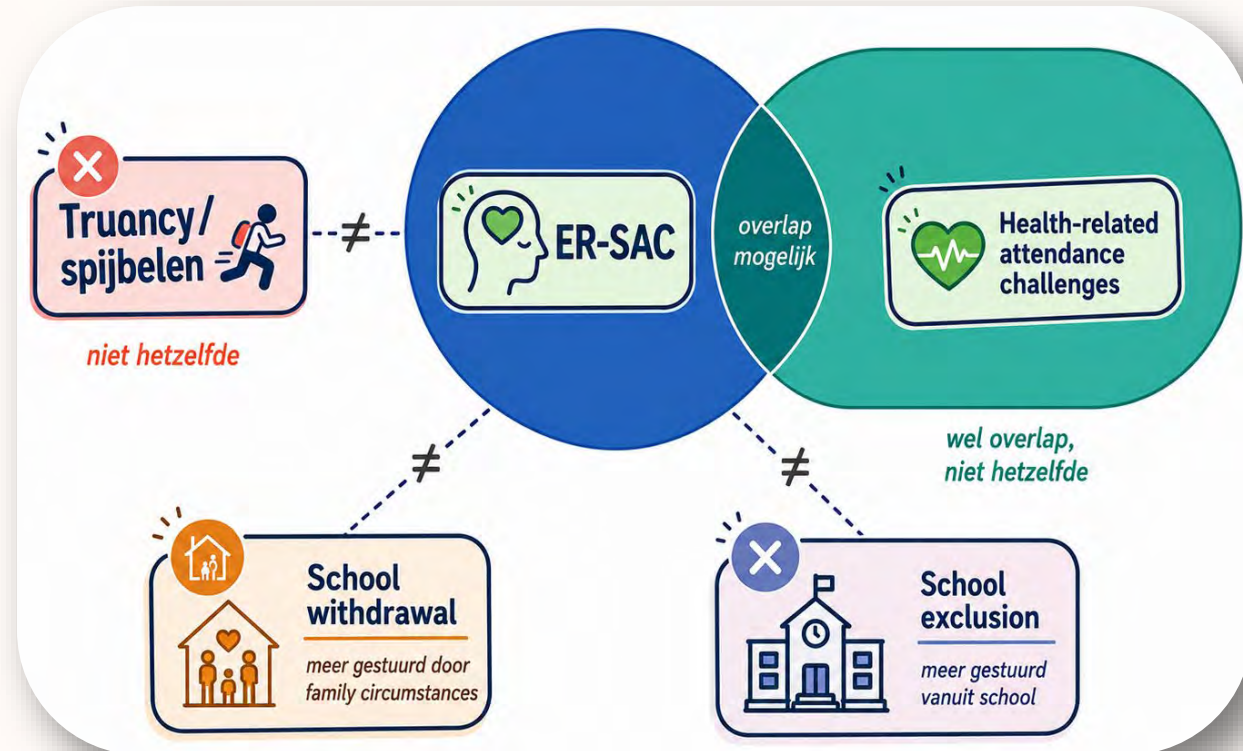 Truancy/
spijbelen
niet hetzelfde
≠
ER-SAC
overlap
mogelijk
Health-related
attendance
challenges
wel overlap,
niet hetzelfde
≠
≠
School
withdrawal
meer gestuurd door
family circumstances
School
exclusion
meer gestuurd
vanuit school